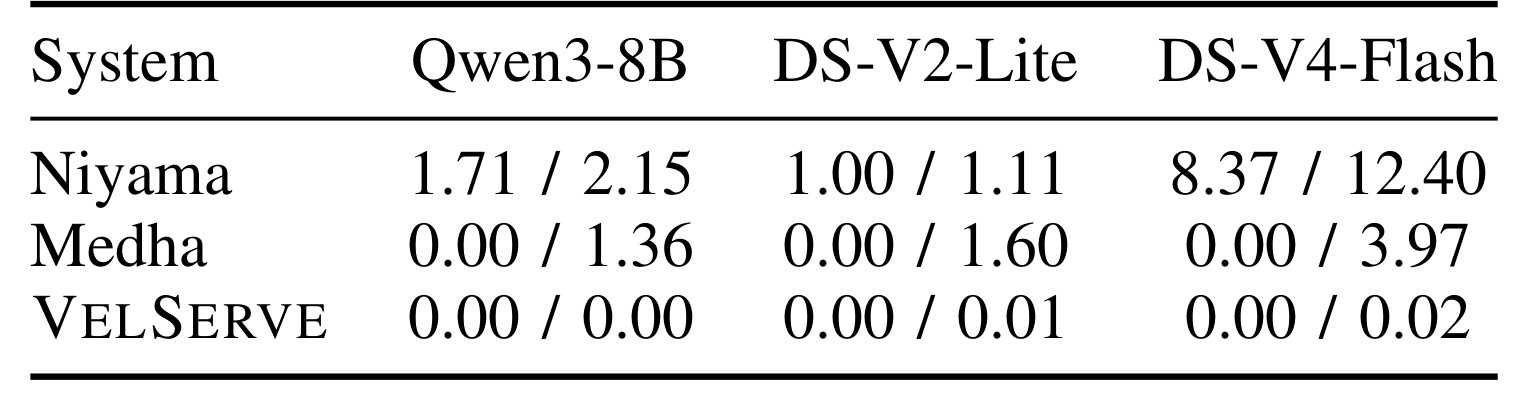 System Qwen3-8B DS-V2-Lite DS-V4-Flash
Niyama 1.71 / 2.15 1.00 / 1.11 8.37 / 12.40
Medha 0.00 / 1.36 0.00 / 1.60 0.00 / 3.97
VELSERVE 0.00 / 0.00 0.00 / 0.01 0.00 / 0.02